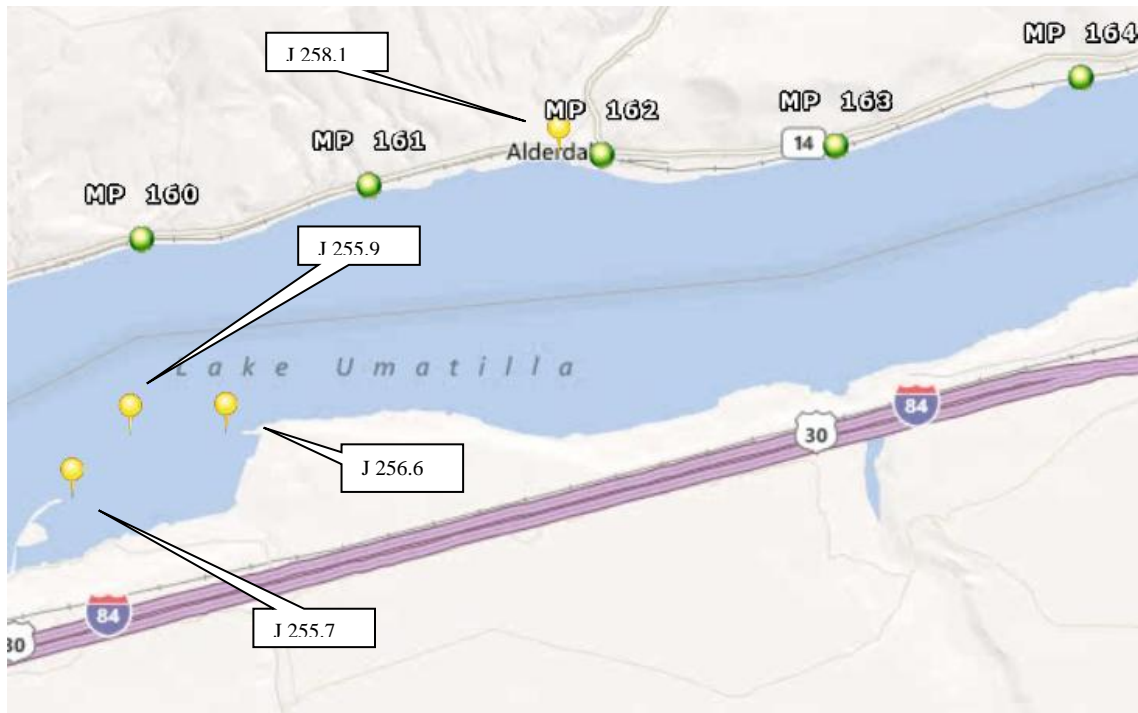 MP 164
J 258.1
MP 162
MP 163
14
MP 161
Alderda
MP 160
J 255.9
Lake Umatilla
84
30
J 256.6
84
J 255.7
30